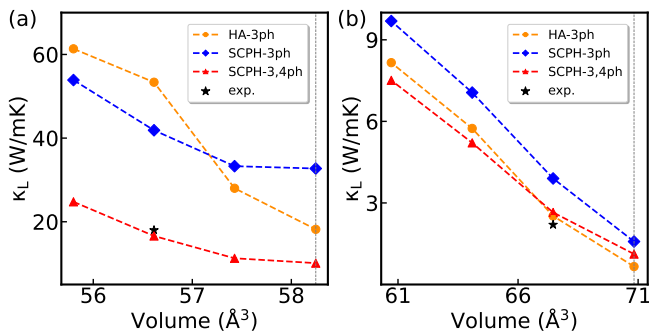 (a)
κL (W/mK)
60
40
20
HA-3ph
SCPH-3ph
SCPH-3,4ph
exp.
56 57 58
Volume (Å³)
(b)
κL (W/mK)
9
6
3
HA-3ph
SCPH-3ph
SCPH-3,4ph
exp.
61 66 71
Volume (Å³)